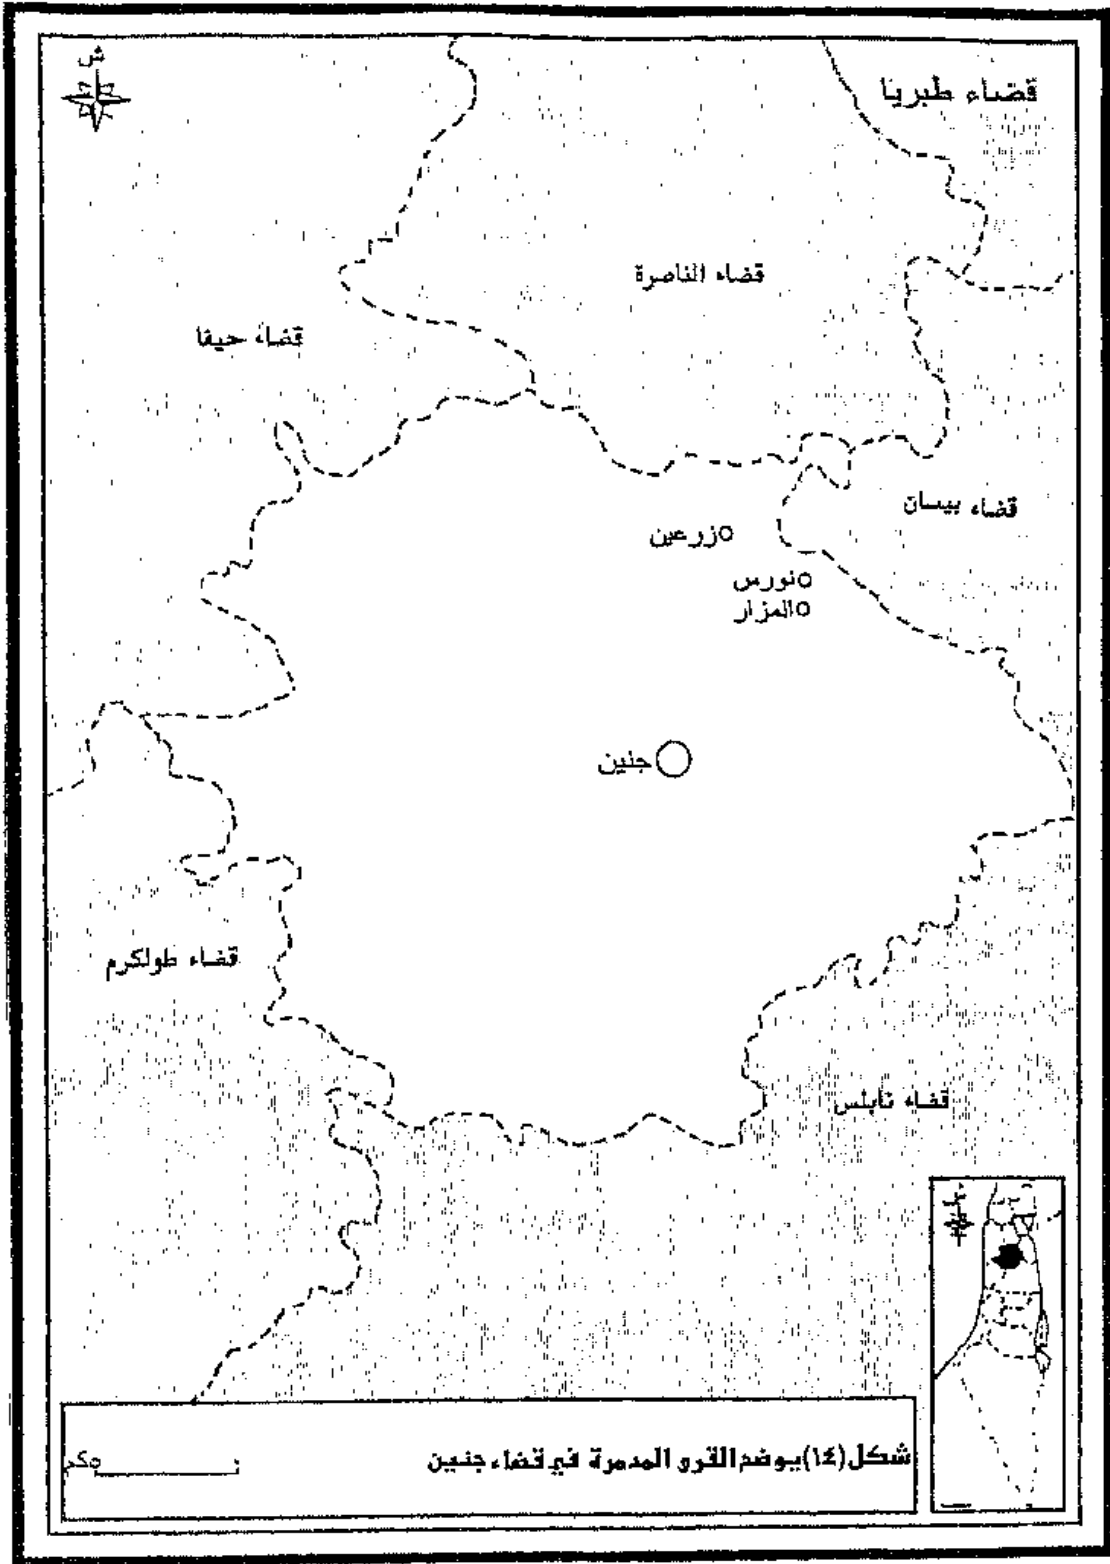 ش
قضاء طبريا
قضاء الناصرة
قضاء حيفا
قضاء بيسان
زرعين
نورس
المزار
جنين
قضاء طولكرم
قضاء نابلس
شكل (١٤) يوضح القرى المدمرة في قضاء جنين
٥كم